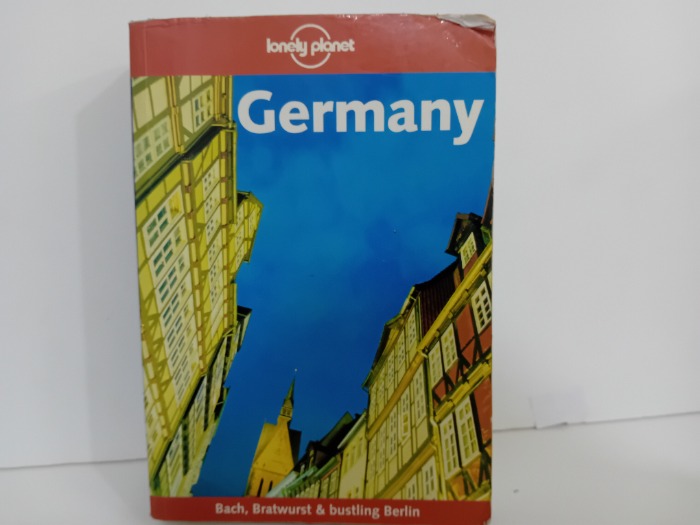 lonely planet
Germany
Bach, Bratwurst & bustling Berlin